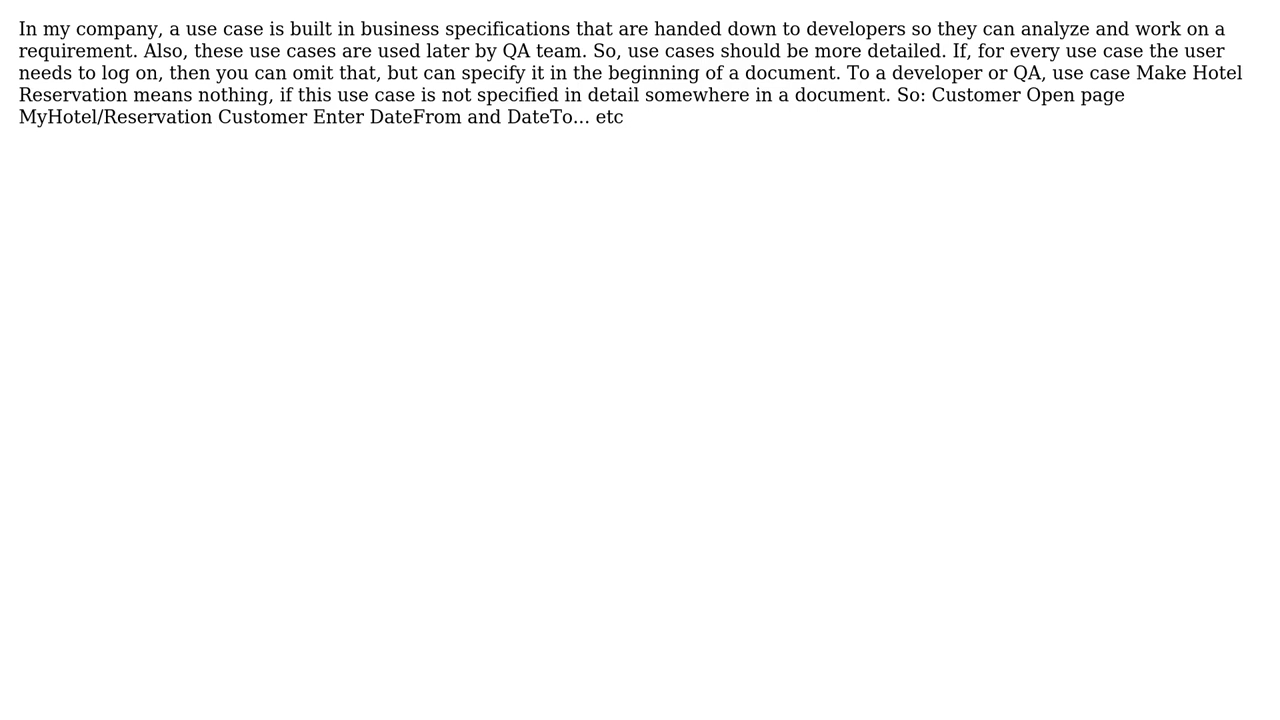 In my company, a use case is built in business specifications that are handed down to developers so they can analyze and work on a
requirement. Also, these use cases are used later by QA team. So, use cases should be more detailed. If, for every use case the user
needs to log on, then you can omit that, but can specify it in the beginning of a document. To a developer or QA, use case Make Hotel
Reservation means nothing, if this use case is not specified in detail somewhere in a document. So: Customer Open page
MyHotel/Reservation Customer Enter DateFrom and DateTo... etc